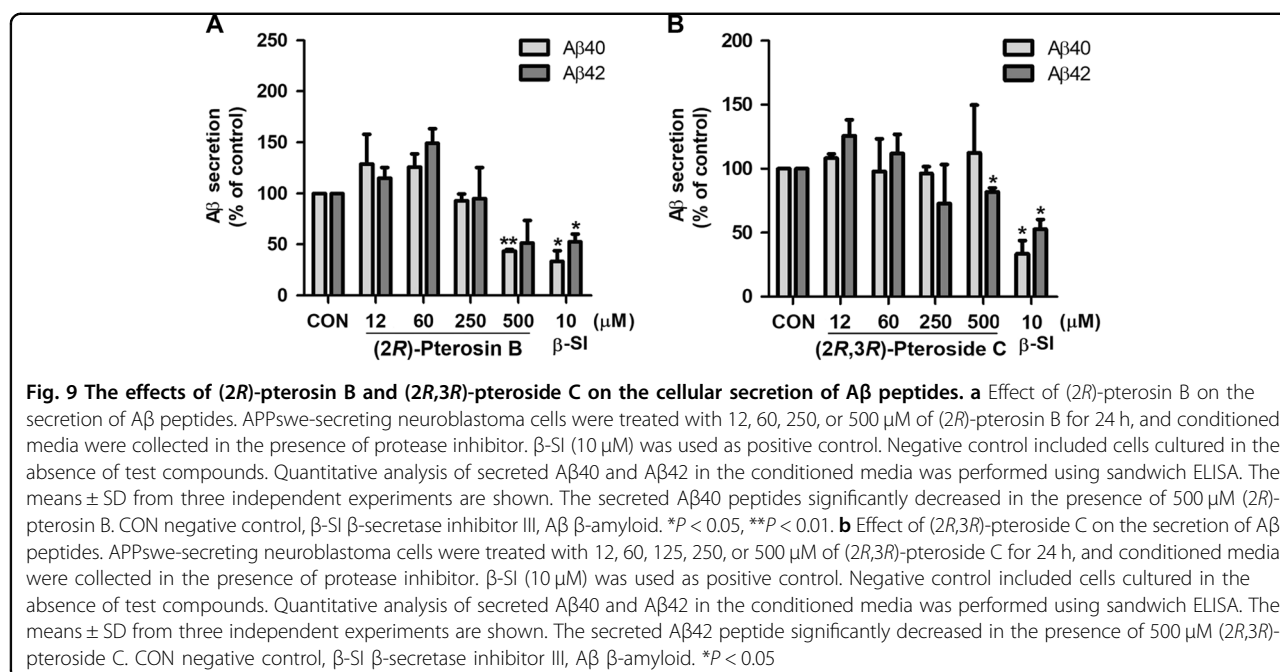 A
B
250
200
150
100
50
0
Aβ secretion
(% of control)
Aβ40
Aβ42
**
*
*
CON 12 60 250 500 10 (μM)
(2R)-Pterosin B β-SI
200
150
100
50
0
Aβ secretion
(% of control)
Aβ40
Aβ42
*
*
*
CON 12 60 250 500 10 (μM)
(2R,3R)-Pteroside C β-SI
Fig. 9 The effects of (2R)-pterosin B and (2R,3R)-pteroside C on the cellular secretion of Aβ peptides. a Effect of (2R)-pterosin B on the
secretion of Aβ peptides. APPswe-secreting neuroblastoma cells were treated with 12, 60, 250, or 500 μM of (2R)-pterosin B for 24 h, and conditioned
media were collected in the presence of protease inhibitor. β-SI (10 μM) was used as positive control. Negative control included cells cultured in the
absence of test compounds. Quantitative analysis of secreted Aβ40 and Aβ42 in the conditioned media was performed using sandwich ELISA. The
means ± SD from three independent experiments are shown. The secreted Aβ40 peptides significantly decreased in the presence of 500 μM (2R)-
pterosin B. CON negative control, β-SI β-secretase inhibitor III, Aβ β-amyloid. *P < 0.05, **P < 0.01. b Effect of (2R,3R)-pteroside C on the secretion of Aβ
peptides. APPswe-secreting neuroblastoma cells were treated with 12, 60, 125, 250, or 500 μM of (2R,3R)-pteroside C for 24 h, and conditioned media
were collected in the presence of protease inhibitor. β-SI (10 μM) was used as positive control. Negative control included cells cultured in the
absence of test compounds. Quantitative analysis of secreted Aβ40 and Aβ42 in the conditioned media was performed using sandwich ELISA. The
means ± SD from three independent experiments are shown. The secreted Aβ42 peptide significantly decreased in the presence of 500 μM (2R,3R)-
pteroside C. CON negative control, β-SI β-secretase inhibitor III, Aβ β-amyloid. *P < 0.05